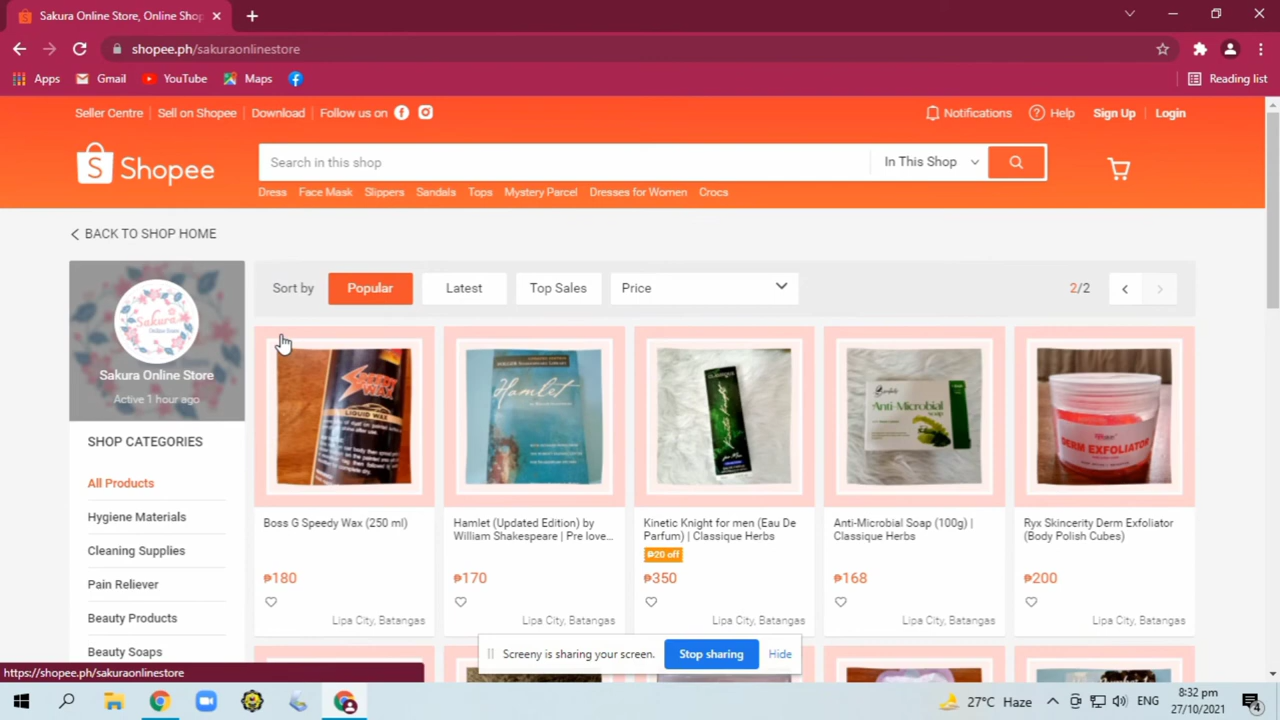 Sakura Online Store, Online Shop
shopee.ph/sakuraonlinestore
Apps
Gmail
YouTube
Maps
Reading list
Seller Centre
Sell on Shopee
Download
Follow us on
Notifications
Help
Sign Up
Login
Shopee
Search in this shop
In This Shop
Dress
Face Mask
Slippers
Sandals
Tops
Mystery Parcel
Dresses for Women
Crocs
BACK TO SHOP HOME
Sakura
Online Store
Sakura Online Store
Active 1 hour ago
SHOP CATEGORIES
All Products
Hygiene Materials
Cleaning Supplies
Pain Reliever
Beauty Products
Beauty Soaps
Sort by
Popular
Latest
Top Sales
Price
2/2
WAX
LIQUID WAX
Boss G Speedy Wax (250 ml)
₱180
Lipa City, Batangas
Hamlet
Hamlet (Updated Edition) by
William Shakespeare | Pre love...
₱170
Lipa City, Batangas
Kinetic Knight for men (Eau De
Parfum) | Classique Herbs
₱20 off
₱350
Lipa City, Batangas
Anti-Microbial
Soap
Anti-Microbial Soap (100g) |
Classique Herbs
₱168
Lipa City, Batangas
DERM EXFOLIATOR
Ryx Skincerity Derm Exfoliator
(Body Polish Cubes)
₱200
Lipa City, Batangas
Screeny is sharing your screen.
Stop sharing
Hide
https://shopee.ph/sakuraonlinestore
27°C Haze
ENG
8:32 pm
27/10/2021
4